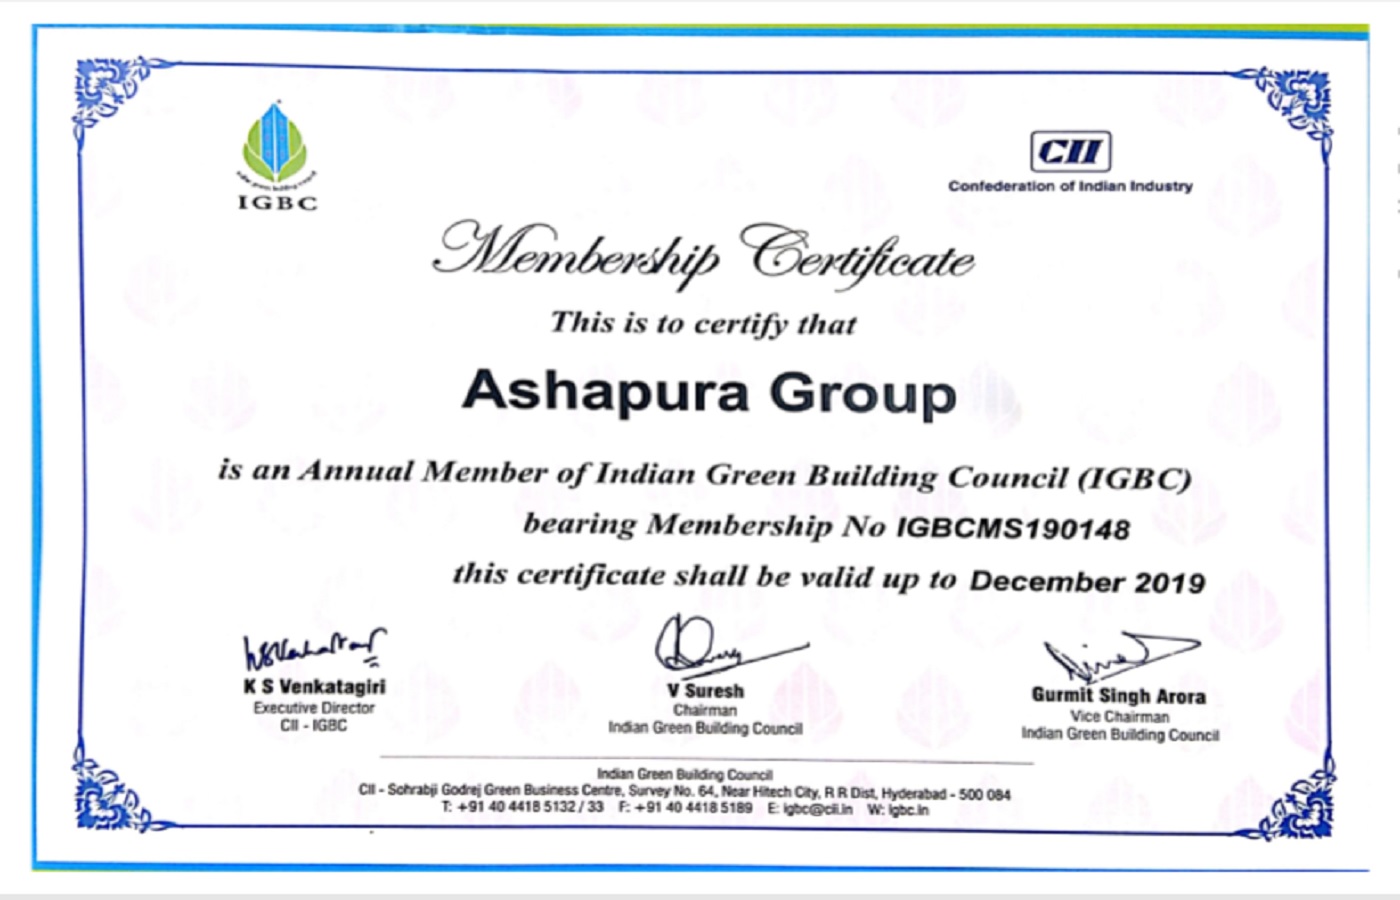 IGBC
CII
Confederation of Indian Industry
Membership Certificate
This is to certify that
Ashapura Group
is an Annual Member of Indian Green Building Council (IGBC)
bearing Membership No IGBCMS190148
this certificate shall be valid up to December 2019
K S Venkatagiri
Executive Director
CII - IGBC
V Suresh
Chairman
Indian Green Building Council
Gurmit Singh Arora
Vice Chairman
Indian Green Building Council
Indian Green Building Council
CII - Sohrabji Godrej Green Business Centre, Survey No. 64, Near Hitech City, R R Dist, Hyderabad - 500 084
T: +91 40 4418 5132 / 33 F: +91 40 4418 5189 E: igbc@cii.in W: igbc.in